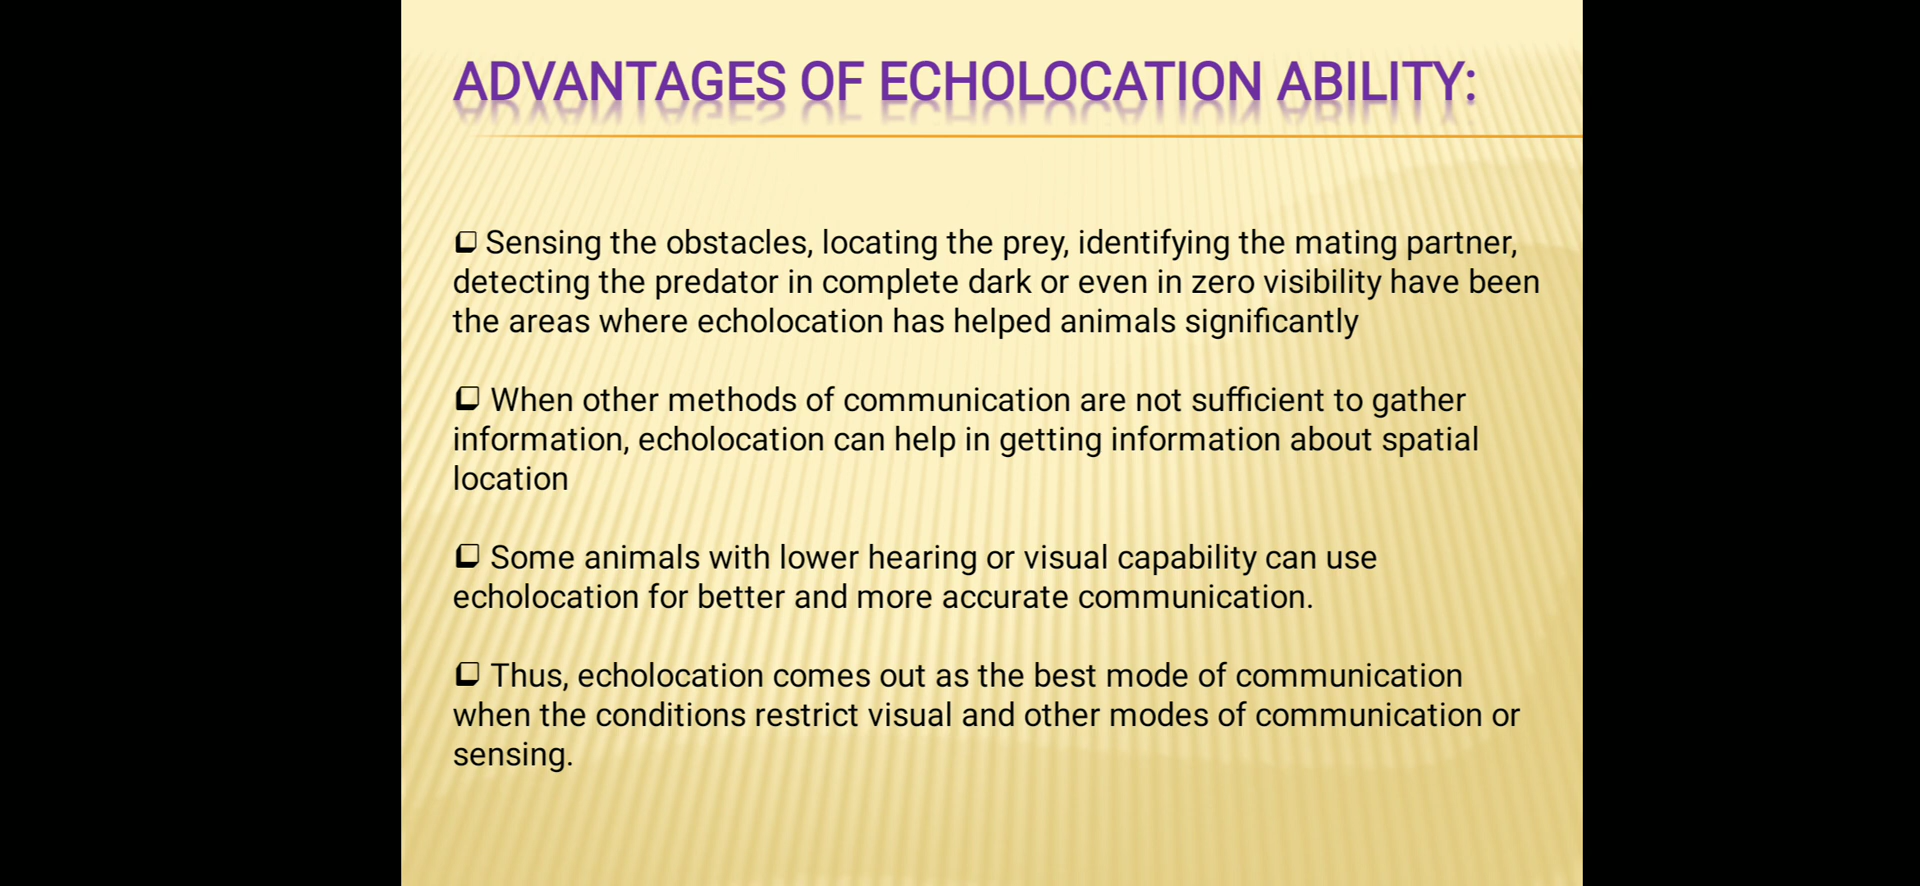 ADVANTAGES OF ECHOLOCATION ABILITY:
❑ Sensing the obstacles, locating the prey, identifying the mating partner,
detecting the predator in complete dark or even in zero visibility have been
the areas where echolocation has helped animals significantly
❑ When other methods of communication are not sufficient to gather
information, echolocation can help in getting information about spatial
location
❑ Some animals with lower hearing or visual capability can use
echolocation for better and more accurate communication.
❑ Thus, echolocation comes out as the best mode of communication
when the conditions restrict visual and other modes of communication or
sensing.